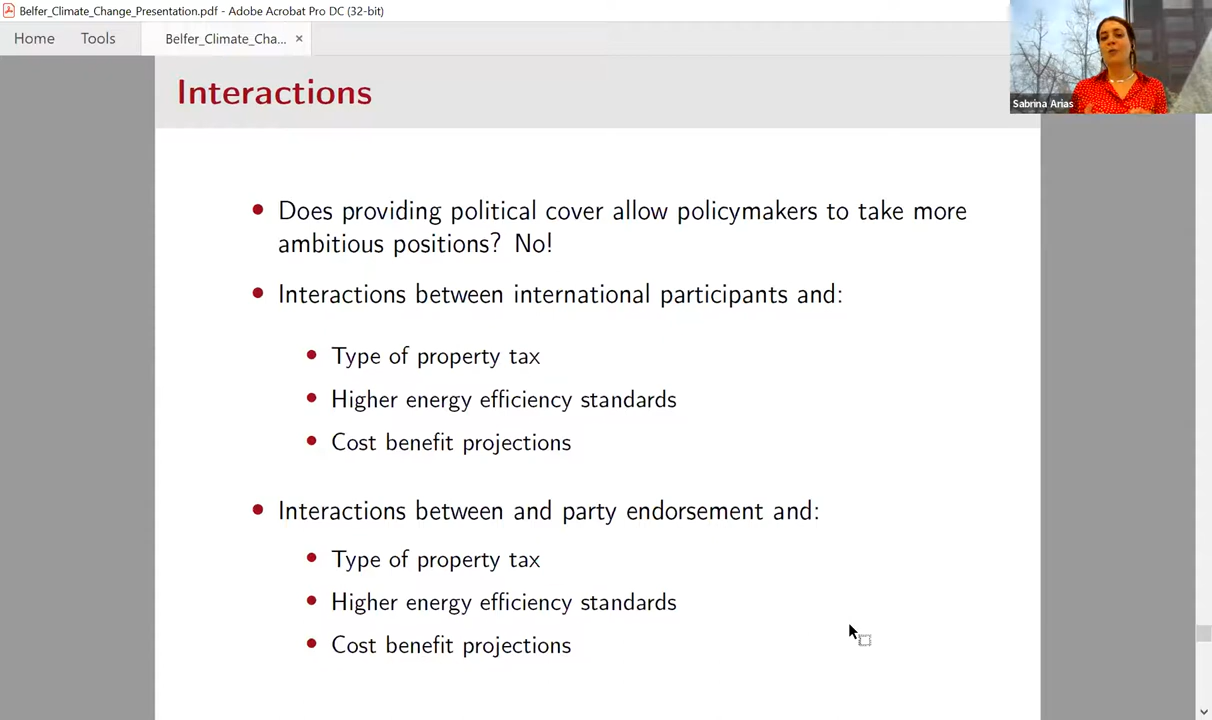 Belfer_Climate_Change_Presentation.pdf - Adobe Acrobat Pro DC (32-bit)
Home Tools Belfer_Climate_Cha... ×
Interactions
Sabrina Arias
• Does providing political cover allow policymakers to take more
ambitious positions? No!
• Interactions between international participants and:
• Type of property tax
• Higher energy efficiency standards
• Cost benefit projections
• Interactions between and party endorsement and:
• Type of property tax
• Higher energy efficiency standards
• Cost benefit projections